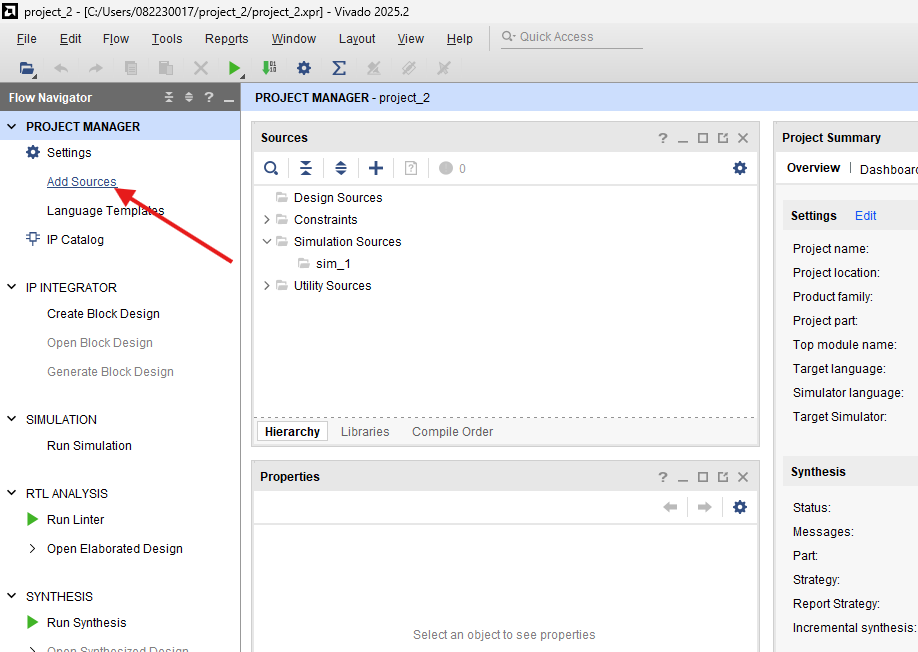 project_2 - [C:/Users/082230017/project_2/project_2.xpr] - Vivado 2025.2
File Edit Flow Tools Reports Window Layout View Help Quick Access
Flow Navigator
PROJECT MANAGER
Settings
Add Sources
Language Templates
IP Catalog
IP INTEGRATOR
Create Block Design
Open Block Design
Generate Block Design
SIMULATION
Run Simulation
RTL ANALYSIS
Run Linter
Open Elaborated Design
SYNTHESIS
Run Synthesis
Open Synthesized Design
PROJECT MANAGER - project_2
Sources
0
Design Sources
Constraints
Simulation Sources
sim_1
Utility Sources
Hierarchy Libraries Compile Order
Properties
Select an object to see properties
Project Summary
Overview | Dashboard
Settings Edit
Project name:
Project location:
Product family:
Project part:
Top module name:
Target language:
Simulator language:
Target Simulator:
Synthesis
Status:
Messages:
Part:
Strategy:
Report Strategy:
Incremental synthesis: